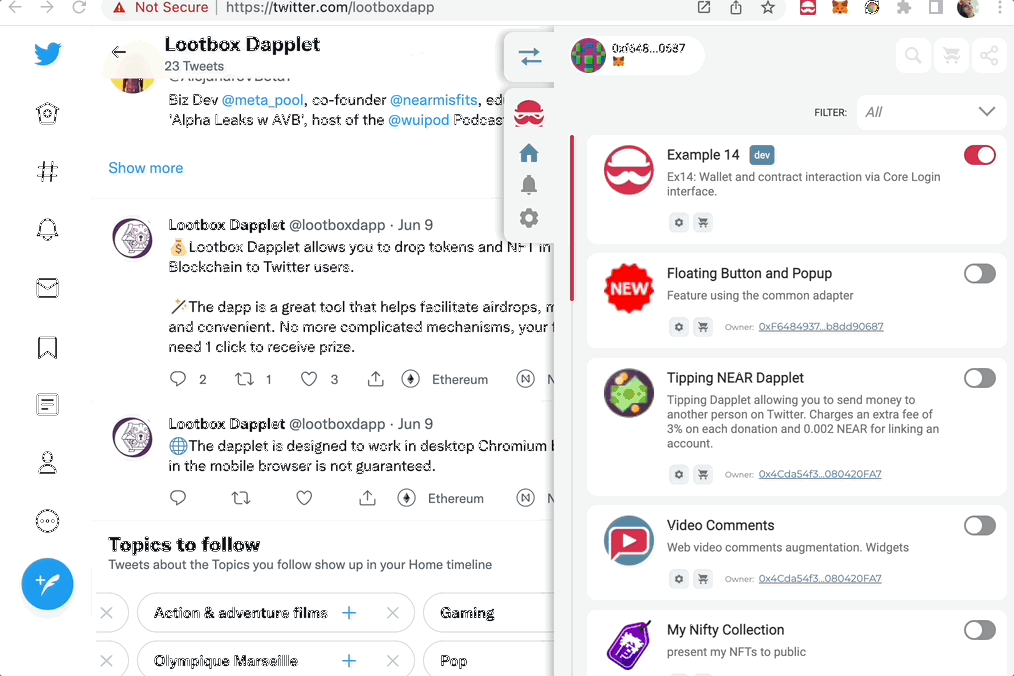 Not Secure
https://twitter.com/lootboxdapp
Lootbox Dapplet
23 Tweets
@AlejandroVBeta1
Biz Dev @meta_pool, co-founder @nearmisfits, ed
'Alpha Leaks w AVB', host of the @wuipod Podcast
Show more
Lootbox Dapplet @lootboxdapp · Jun 9
💰Lootbox Dapplet allows you to drop tokens and NFT in
Blockchain to Twitter users.
🪄The dapp is a great tool that helps facilitate airdrops, m
and convenient. No more complicated mechanisms, your f
need 1 click to receive prize.
2
1
3
Ethereum
N
Lootbox Dapplet @lootboxdapp · Jun 9
🌐The dapplet is designed to work in desktop Chromium b
in the mobile browser is not guaranteed.
Ethereum
N
Topics to follow
Tweets about the Topics you follow show up in your Home timeline
Action & adventure films
Gaming
Olympique Marseille
Pop
0xf648...0687
FILTER:
All
Example 14 dev
Ex14: Wallet and contract interaction via Core Login
interface.
NEW
Floating Button and Popup
Feature using the common adapter
Owner: 0xF6484937...b8dd90687
Tipping NEAR Dapplet
Tipping Dapplet allowing you to send money to
another person on Twitter. Charges an extra fee of
3% on each donation and 0.002 NEAR for linking an
account.
Owner: 0x4Cda54f3...080420FA7
Video Comments
Web video comments augmentation. Widgets
Owner: 0x4Cda54f3...080420FA7
My Nifty Collection
present my NFTs to public